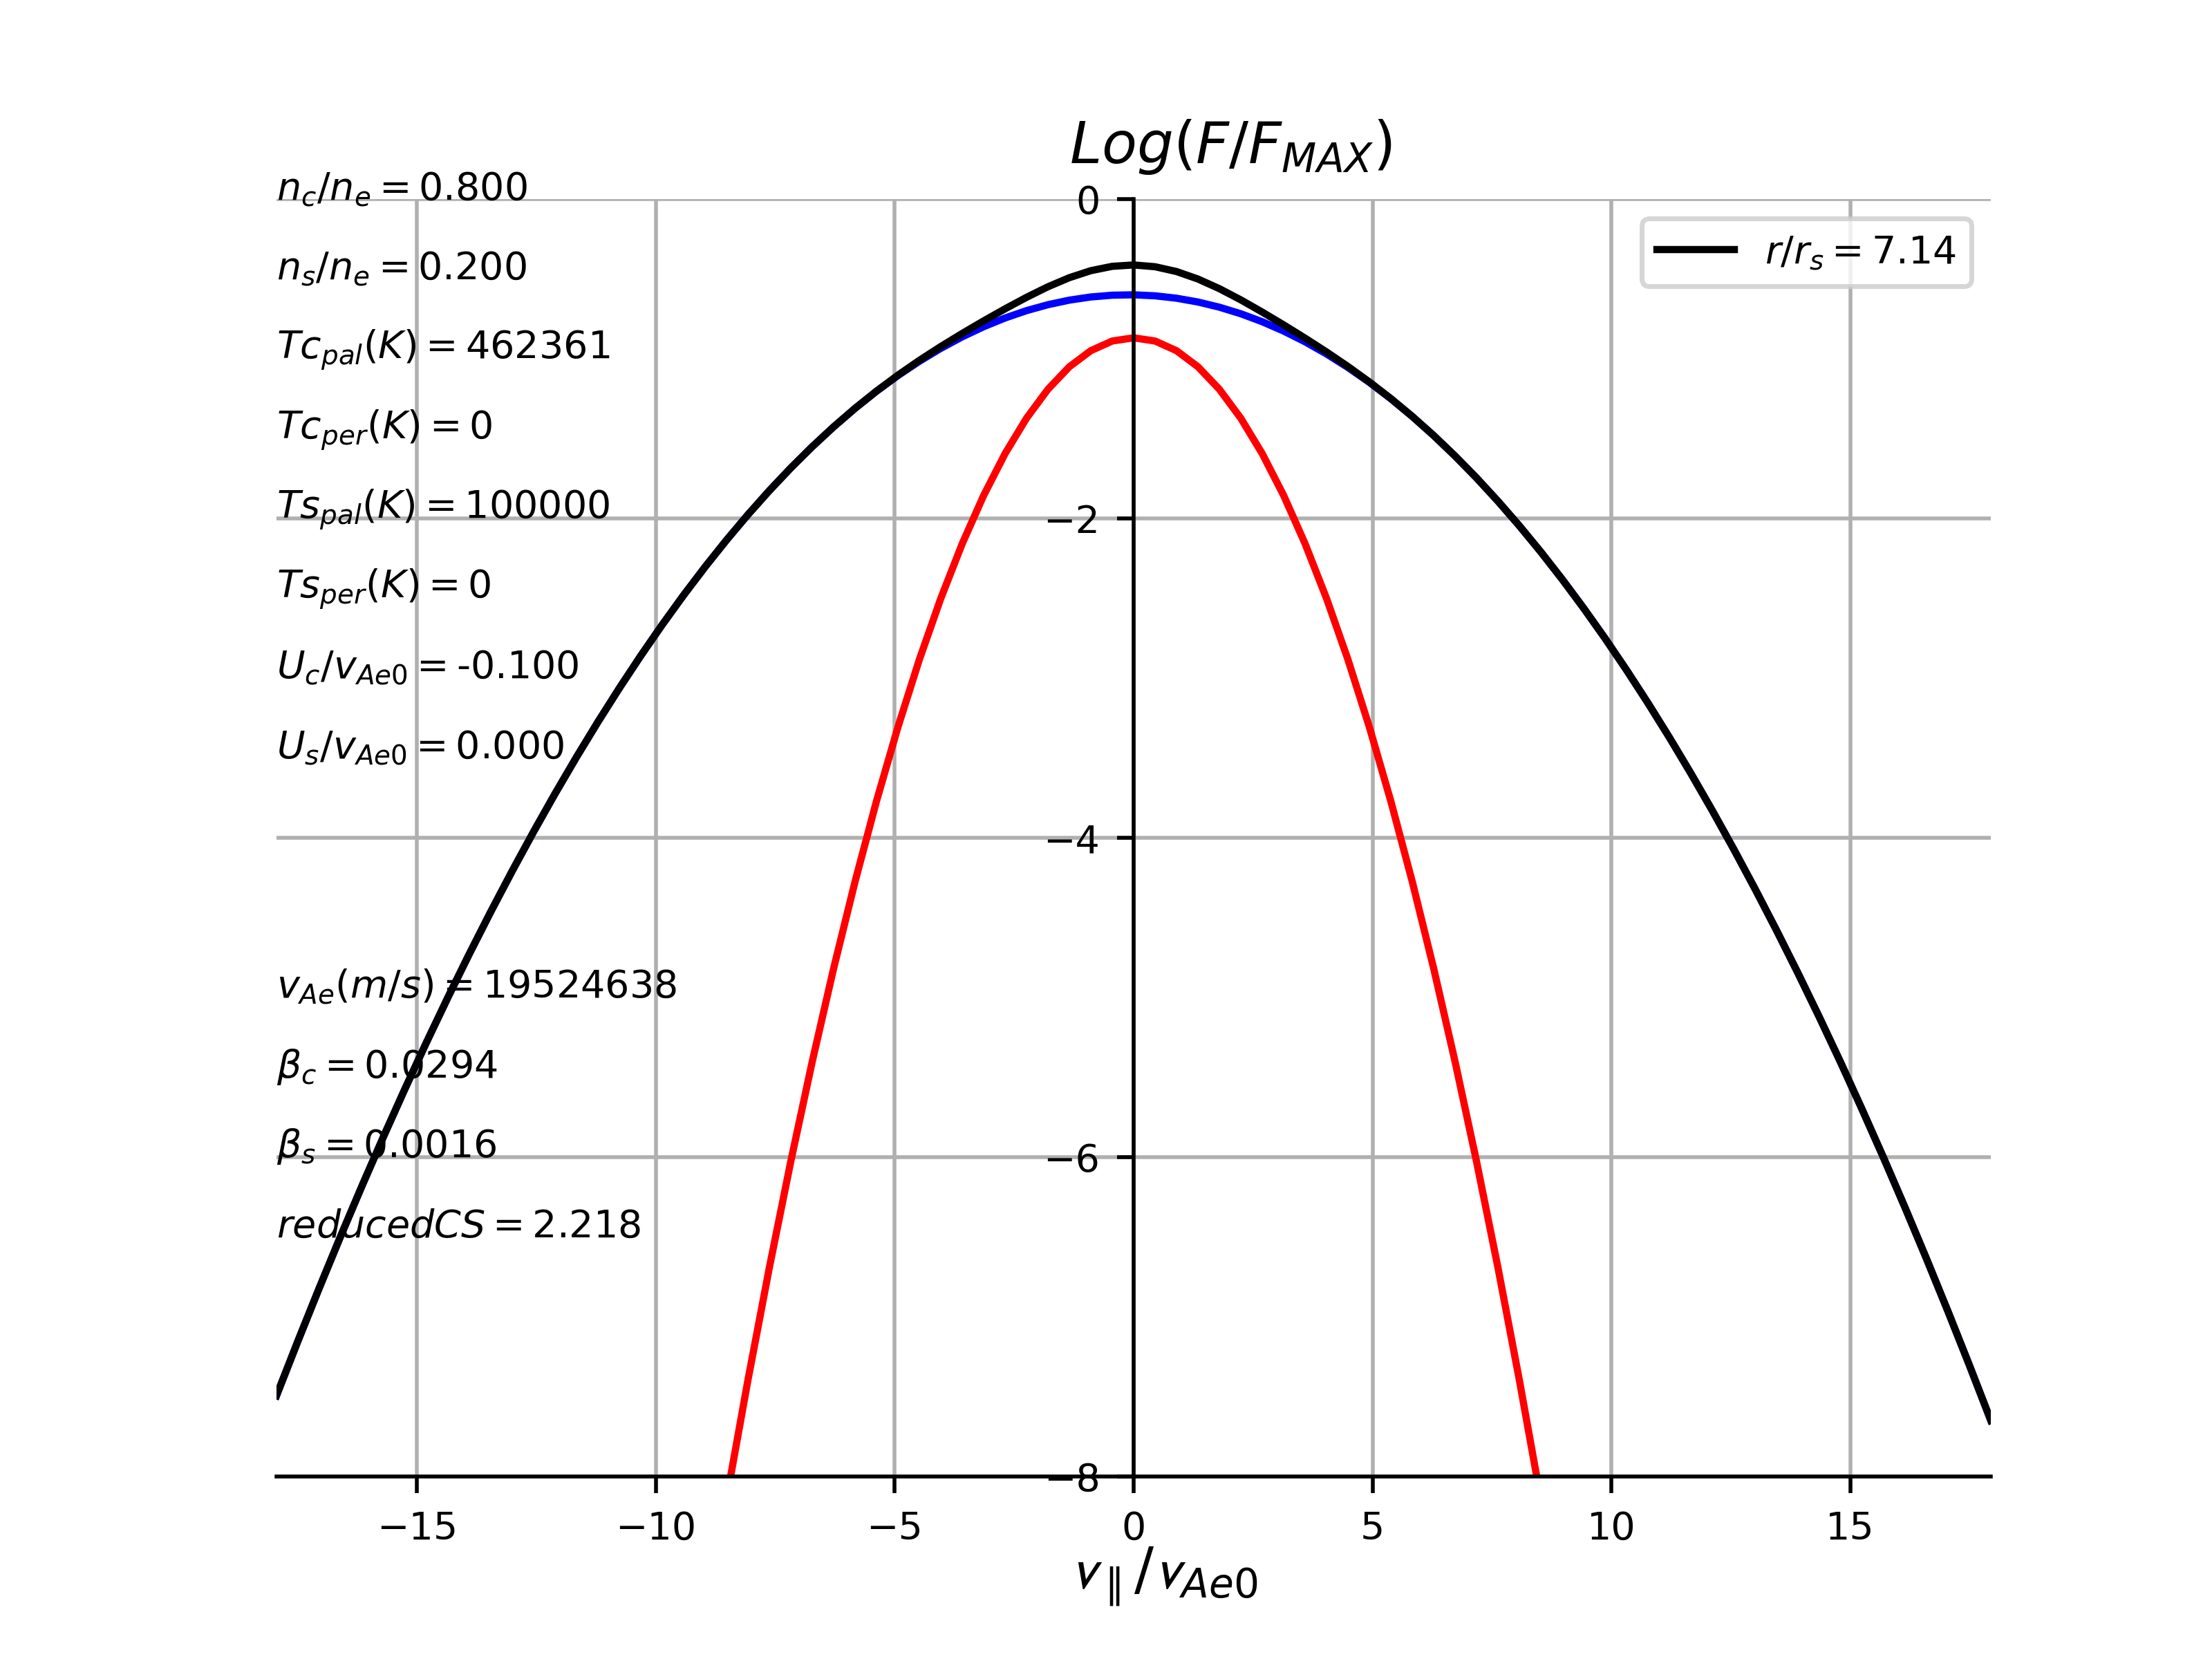 Log(F/F_MAX)
n_c/n_e = 0.800
0
r/r_s = 7.14
n_s/n_e = 0.200
Tc_pal(K) = 462361
Tc_per(K) = 0
Ts_pal(K) = 100000
−2
Ts_per(K) = 0
U_c/v_Ae0 = -0.100
U_s/v_Ae0 = 0.000
−4
v_Ae(m/s) = 19524638
β_c = 0.0294
β_s = 0.0016
−6
reducedCS = 2.218
−8
−15 −10 −5 0 5 10 15
v_∥/v_Ae0